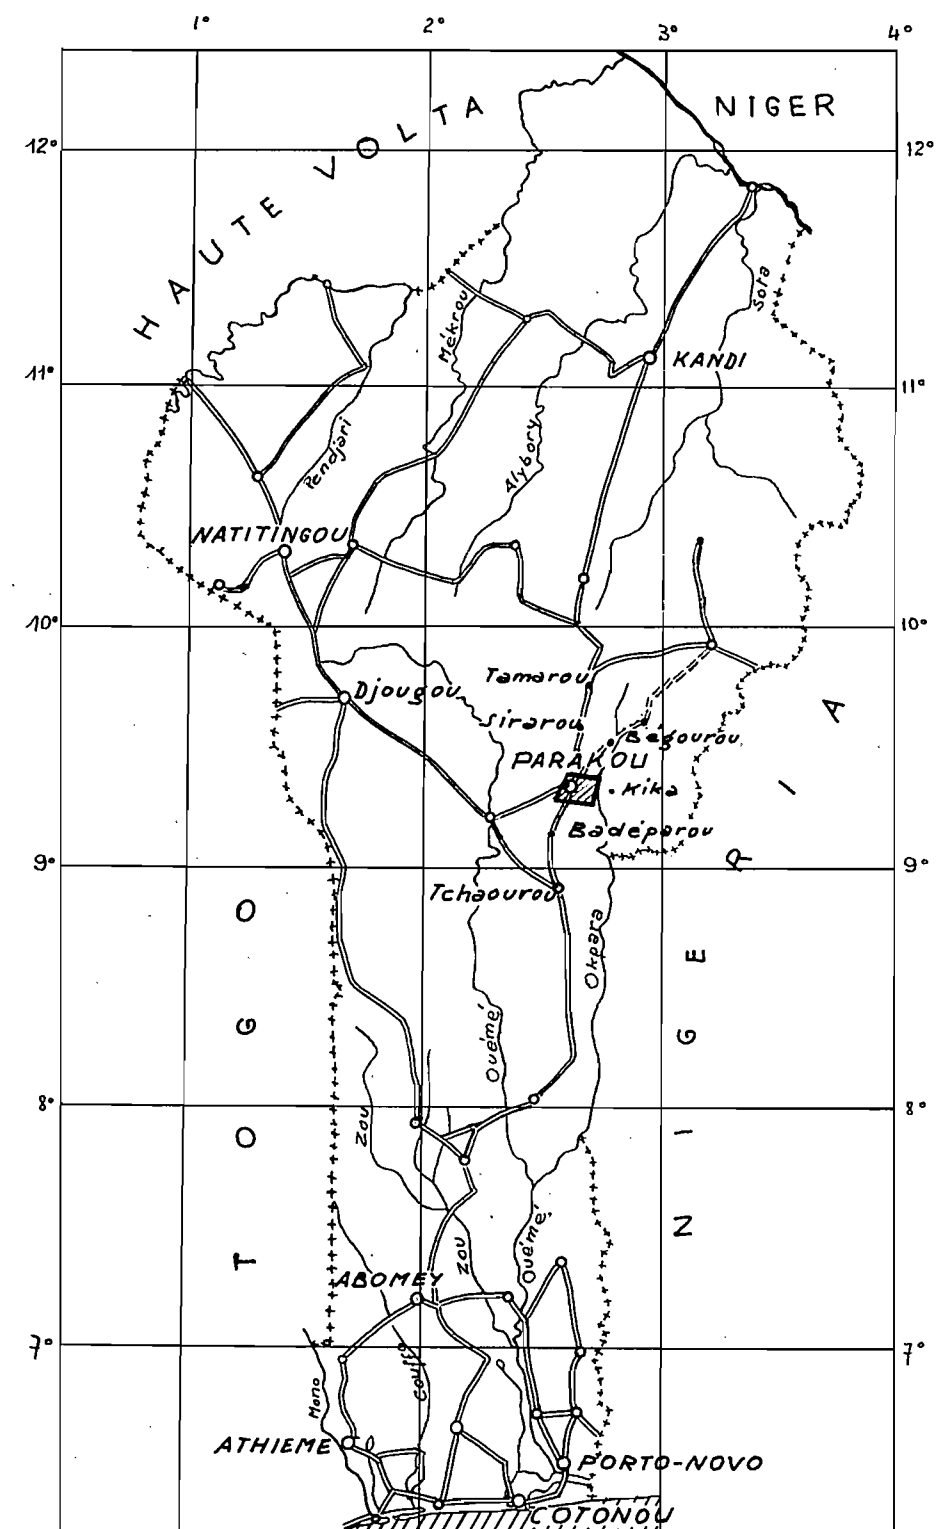 1° 2° 3° 4°
NIGER
HAUTE VOLTA
12° 12°
Sota
Mékrou
KANDI
11° 11°
Pendjari
Alybory
NATITINGOU
10° 10°
Tamarou
Djougou
Sirarou
Bégourou
PARAKOU
Kika
Badéparou
9° 9°
Tchaourou
Okpara
TOGO
NIGERIA
Ouémé
8° 8°
Zou
Ouémé
Zou
ABOMEY
7° 7°
Couffo
Mono
ATHIEME
PORTO-NOVO
COTONOU